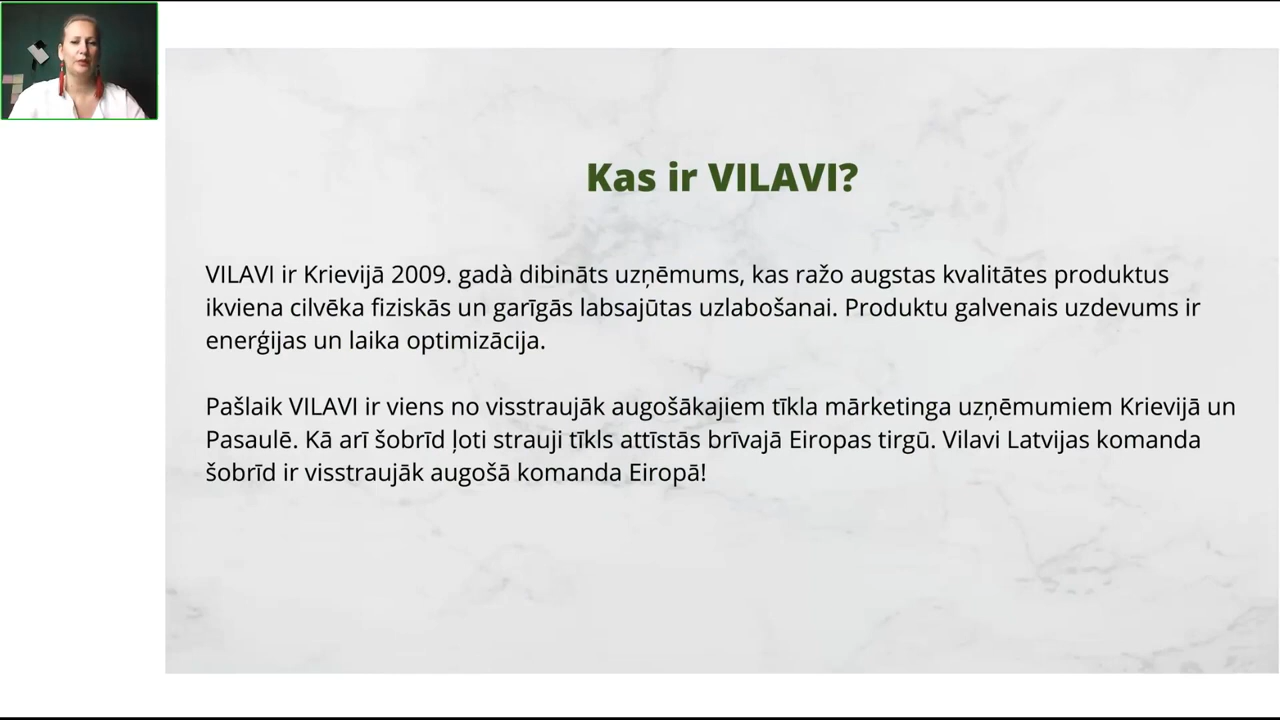 Kas ir VILAVI?
VILAVI ir Krievijā 2009. gadà dibināts uzņēmums, kas ražo augstas kvalitātes produktus
ikviena cilvēka fiziskās un garīgās labsajūtas uzlabošanai. Produktu galvenais uzdevums ir
enerģijas un laika optimizācija.
Pašlaik VILAVI ir viens no visstraujāk augošākajiem tīkla mārketinga uzņēmumiem Krievijā un
Pasaulē. Kā arī šobrīd ļoti strauji tīkls attīstās brīvajā Eiropas tirgū. Vilavi Latvijas komanda
šobrīd ir visstraujāk augošā komanda Eiropā!